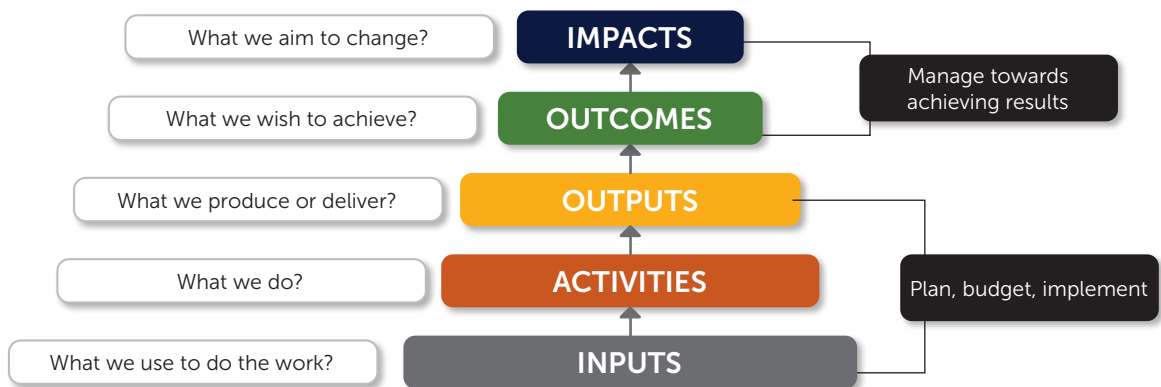 What we aim to change?
IMPACTS
Manage towards
achieving results
What we wish to achieve?
OUTCOMES
What we produce or deliver?
OUTPUTS
What we do?
ACTIVITIES
Plan, budget, implement
What we use to do the work?
INPUTS